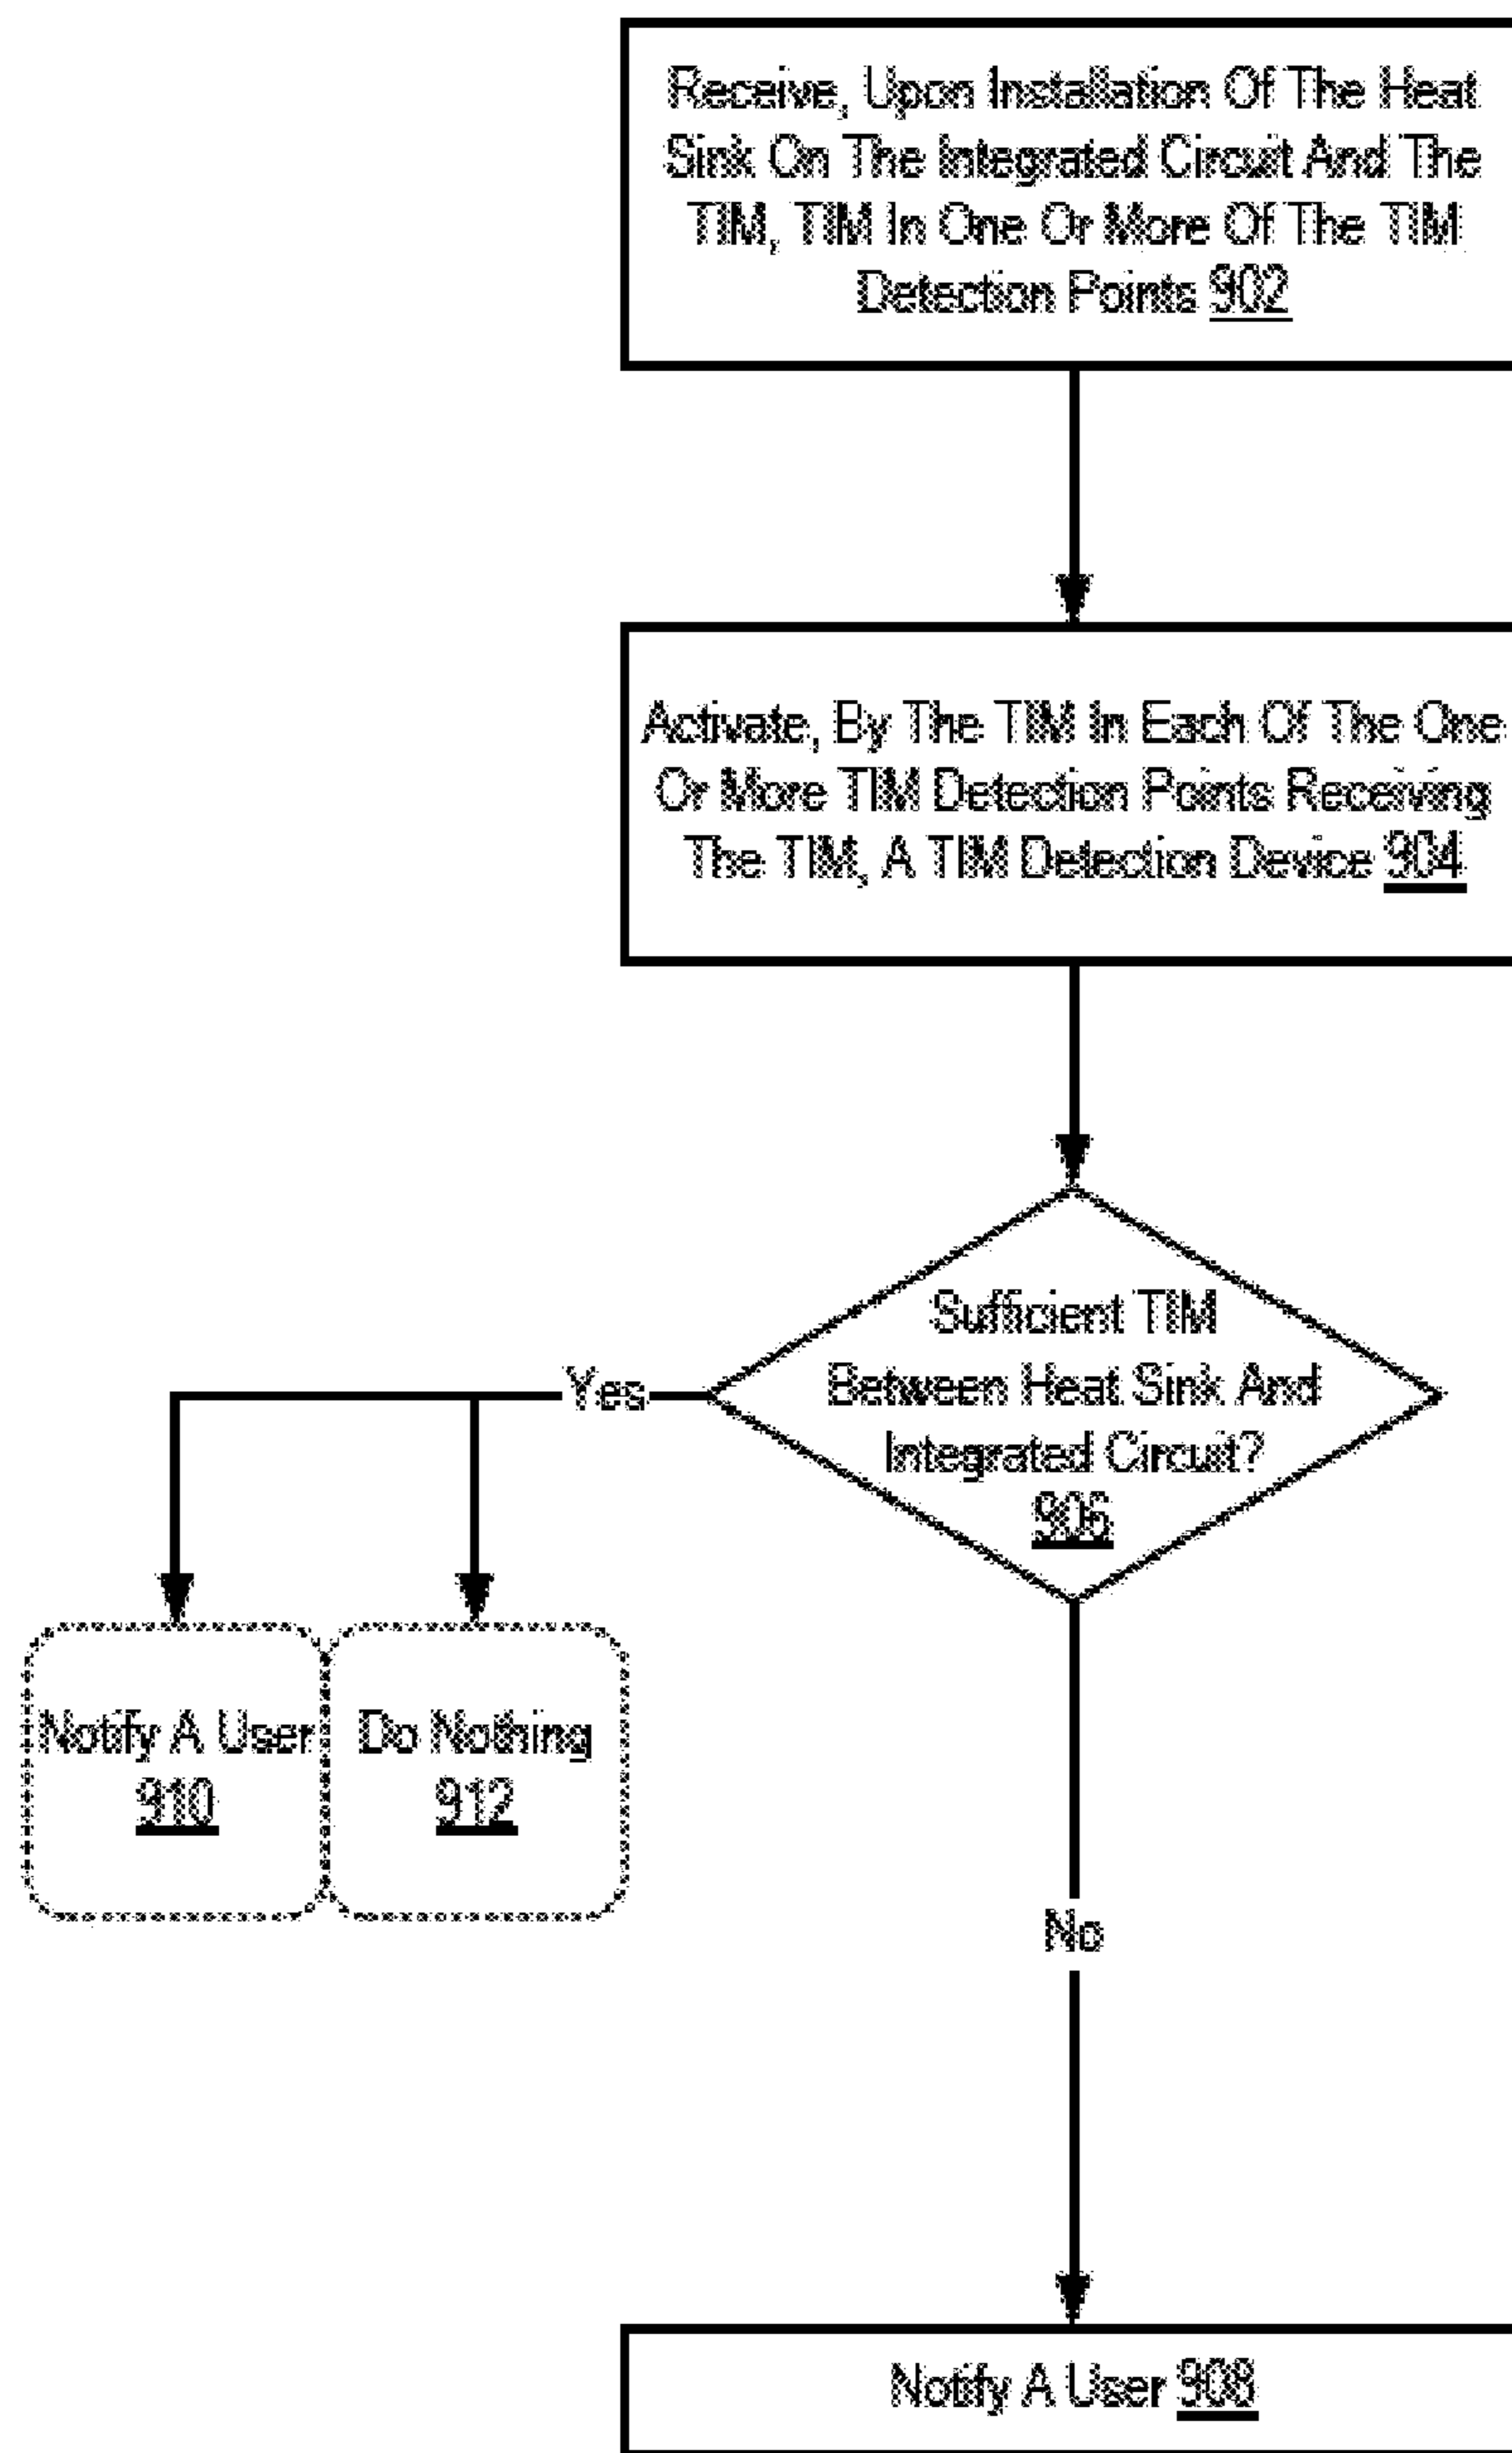 Receive, Upon Installation Of The Heat
Sink On The Integrated Circuit And The
TIM, TIM In One Or More Of The TIM
Detection Points 902
Activate, By The TIM In Each Of The One
Or More TIM Detection Points Receiving
The TIM, A TIM Detection Device 904
Sufficient TIM
Between Heat Sink And
Integrated Circuit?
906
Yes
Notify A User
910
Do Nothing
912
No
Notify A User 908